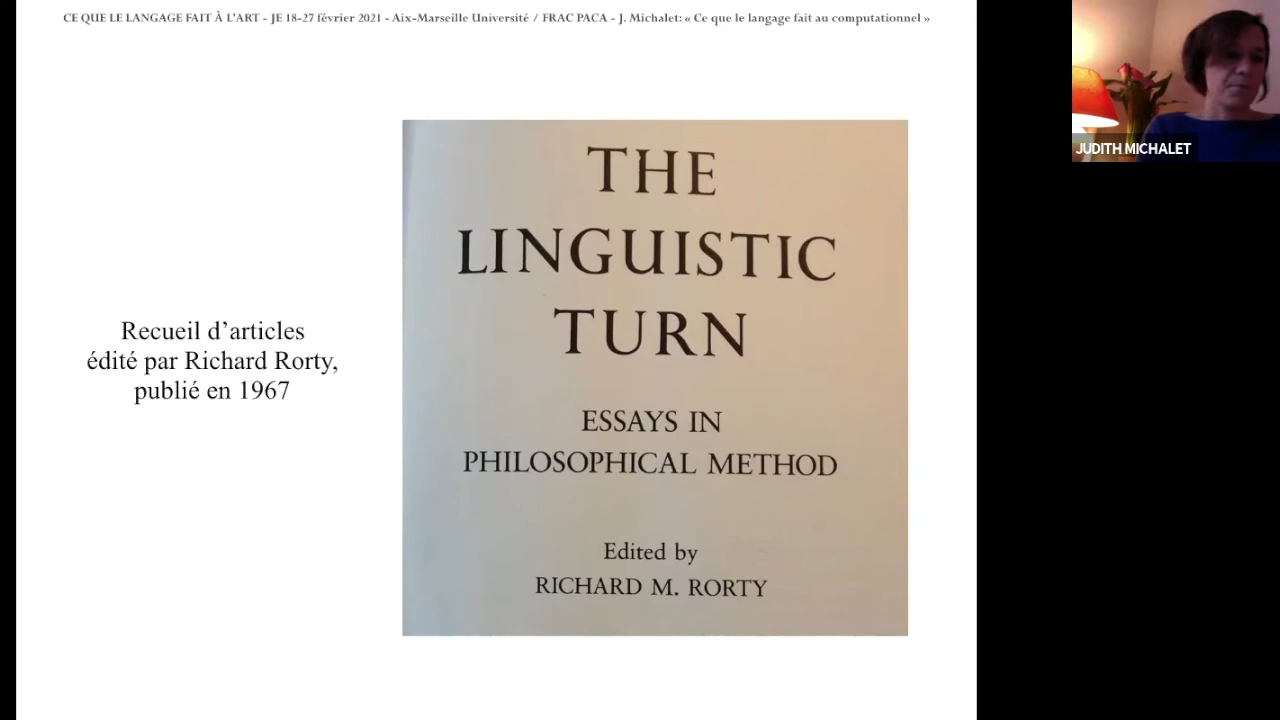 CE QUE LE LANGAGE FAIT À L'ART - JE 18-27 février 2021 - Aix-Marseille Université / FRAC PACA - J. Michalet: « Ce que le langage fait au computationnel »
JUDITH MICHALET
Recueil d'articles
édité par Richard Rorty,
publié en 1967
THE
LINGUISTIC
TURN
ESSAYS IN
PHILOSOPHICAL METHOD
Edited by
RICHARD M. RORTY